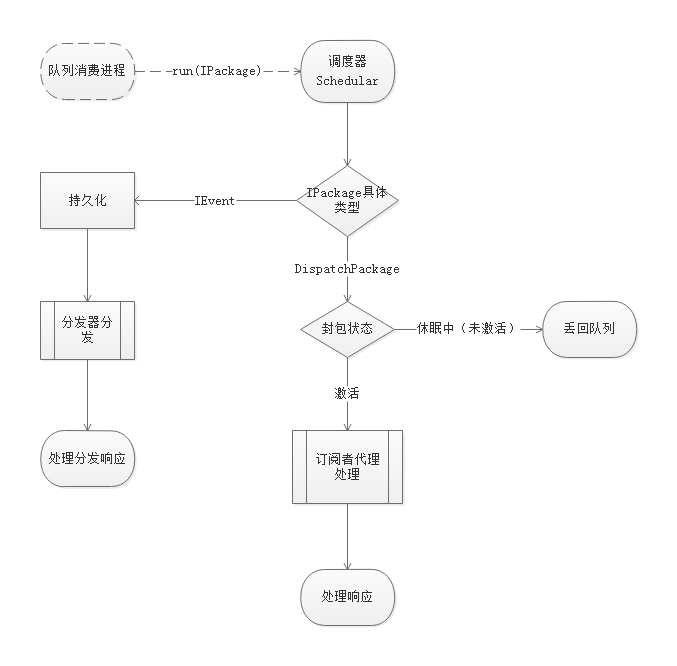 队列消费进程
run(IPackage)
调度器
Schedular
持久化
IEvent
IPackage具体
类型
DispatchPackage
分发器分
发
封包状态
休眠中（未激活）
丢回队列
激活
处理分发响应
订阅者代理
处理
处理响应